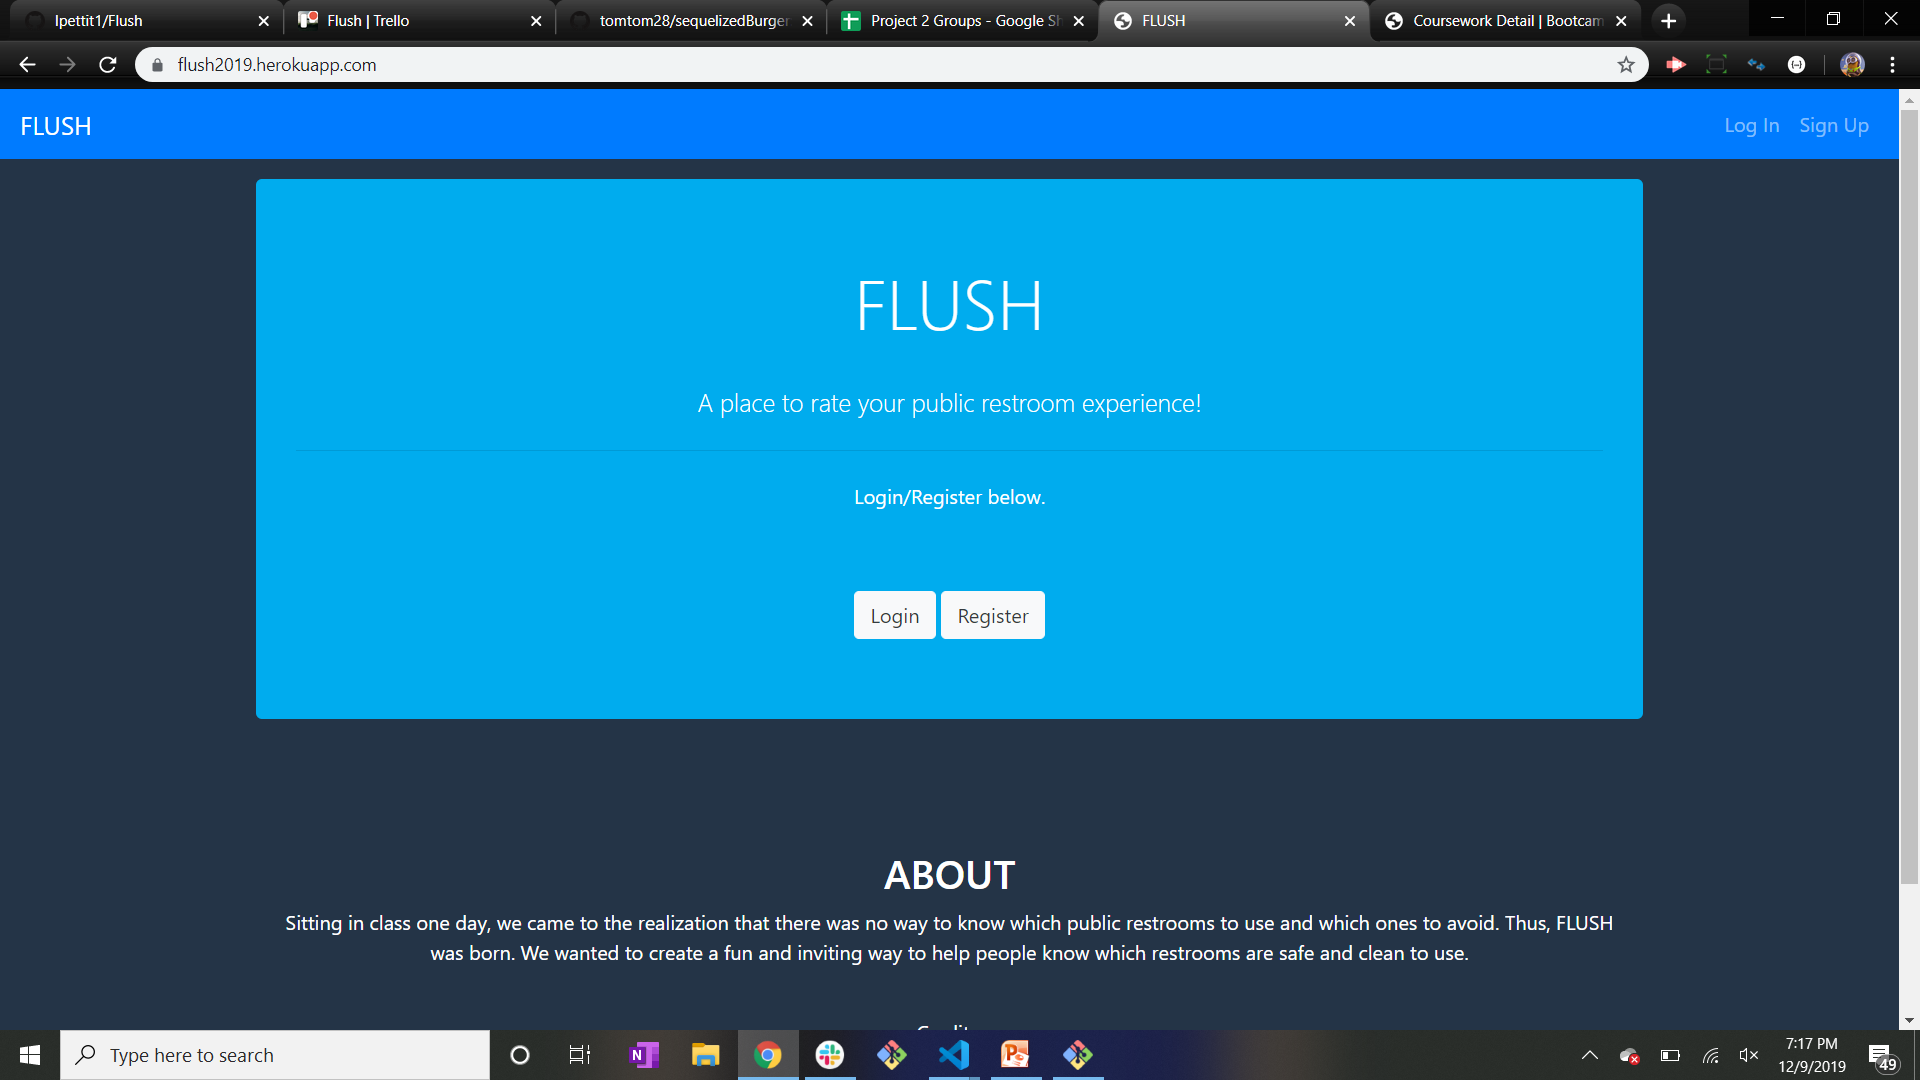 lpettit1/Flush
Flush | Trello
tomtom28/sequelizedBurger
Project 2 Groups - Google Sh
FLUSH
Coursework Detail | Bootcam
flush2019.herokuapp.com
FLUSH
Log In
Sign Up
FLUSH
A place to rate your public restroom experience!
Login/Register below.
Login
Register
ABOUT
Sitting in class one day, we came to the realization that there was no way to know which public restrooms to use and which ones to avoid. Thus, FLUSH
was born. We wanted to create a fun and inviting way to help people know which restrooms are safe and clean to use.
Type here to search
7:17 PM
12/9/2019
49